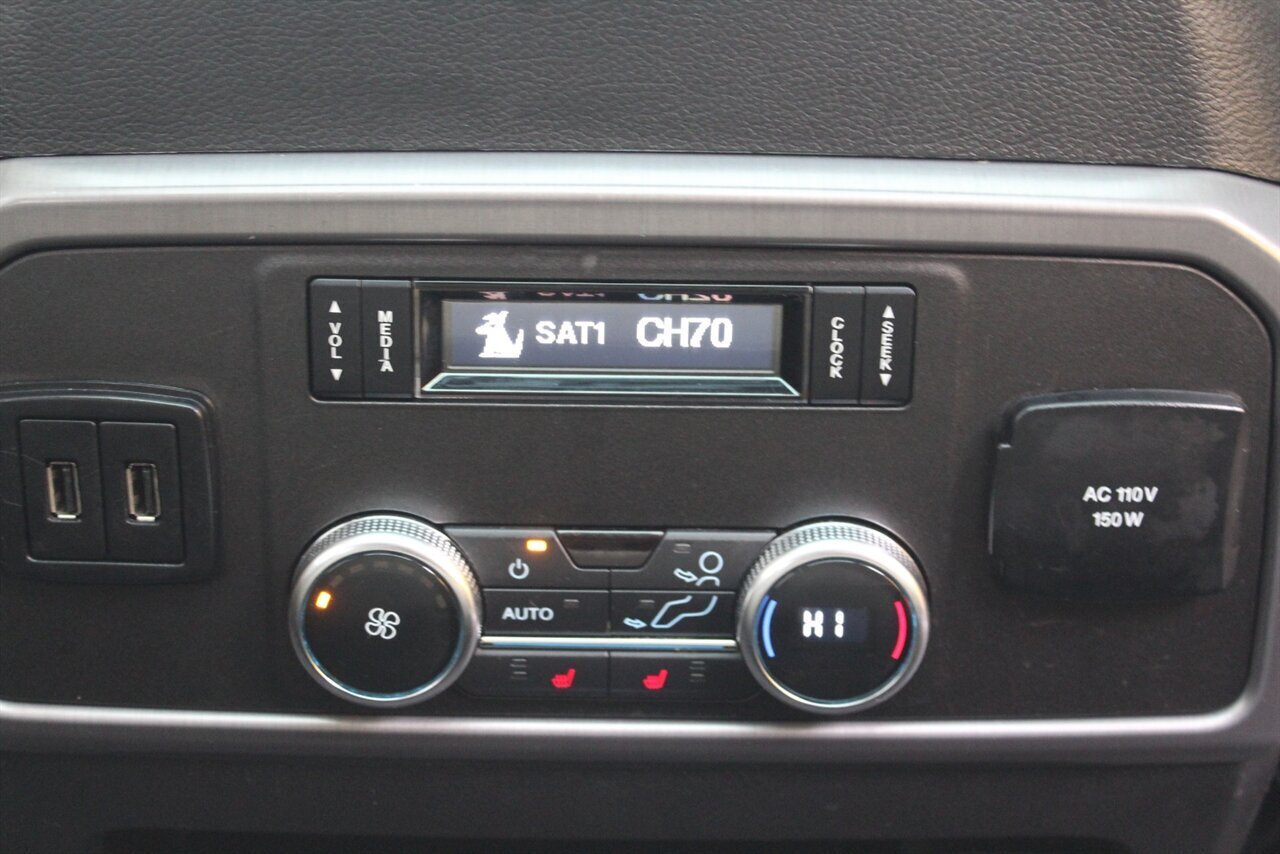 VOL
MEDIA
SAT1 CH70
CLOCK
SEEK
AC 110V
150W
AUTO
HI